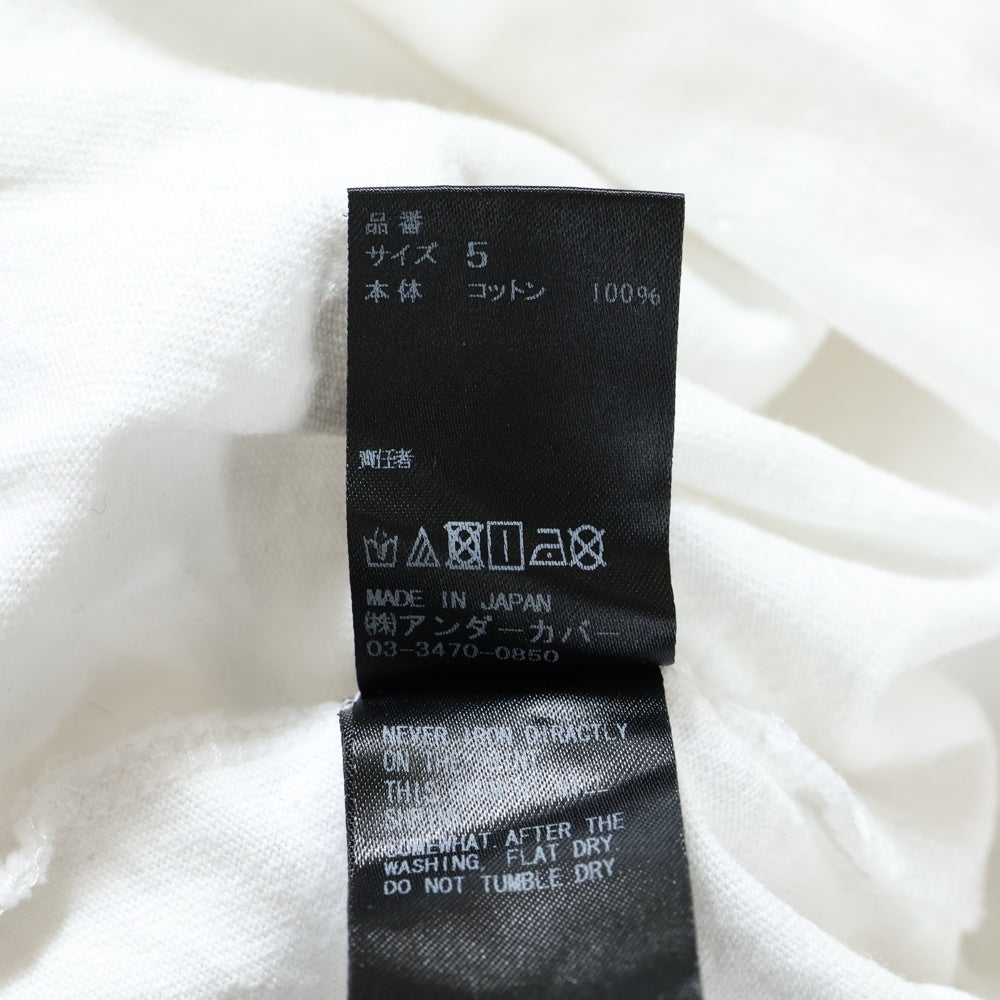 品番
サイズ 5
本体 コットン 100%
責任者
MADE IN JAPAN
(株)アンダーカバー
03-3470-0850
NEVER IRON DIRACTLY
ON THE
THIS
SOMEWHAT AFTER THE
WASHING, FLAT DRY
DO NOT TUMBLE DRY